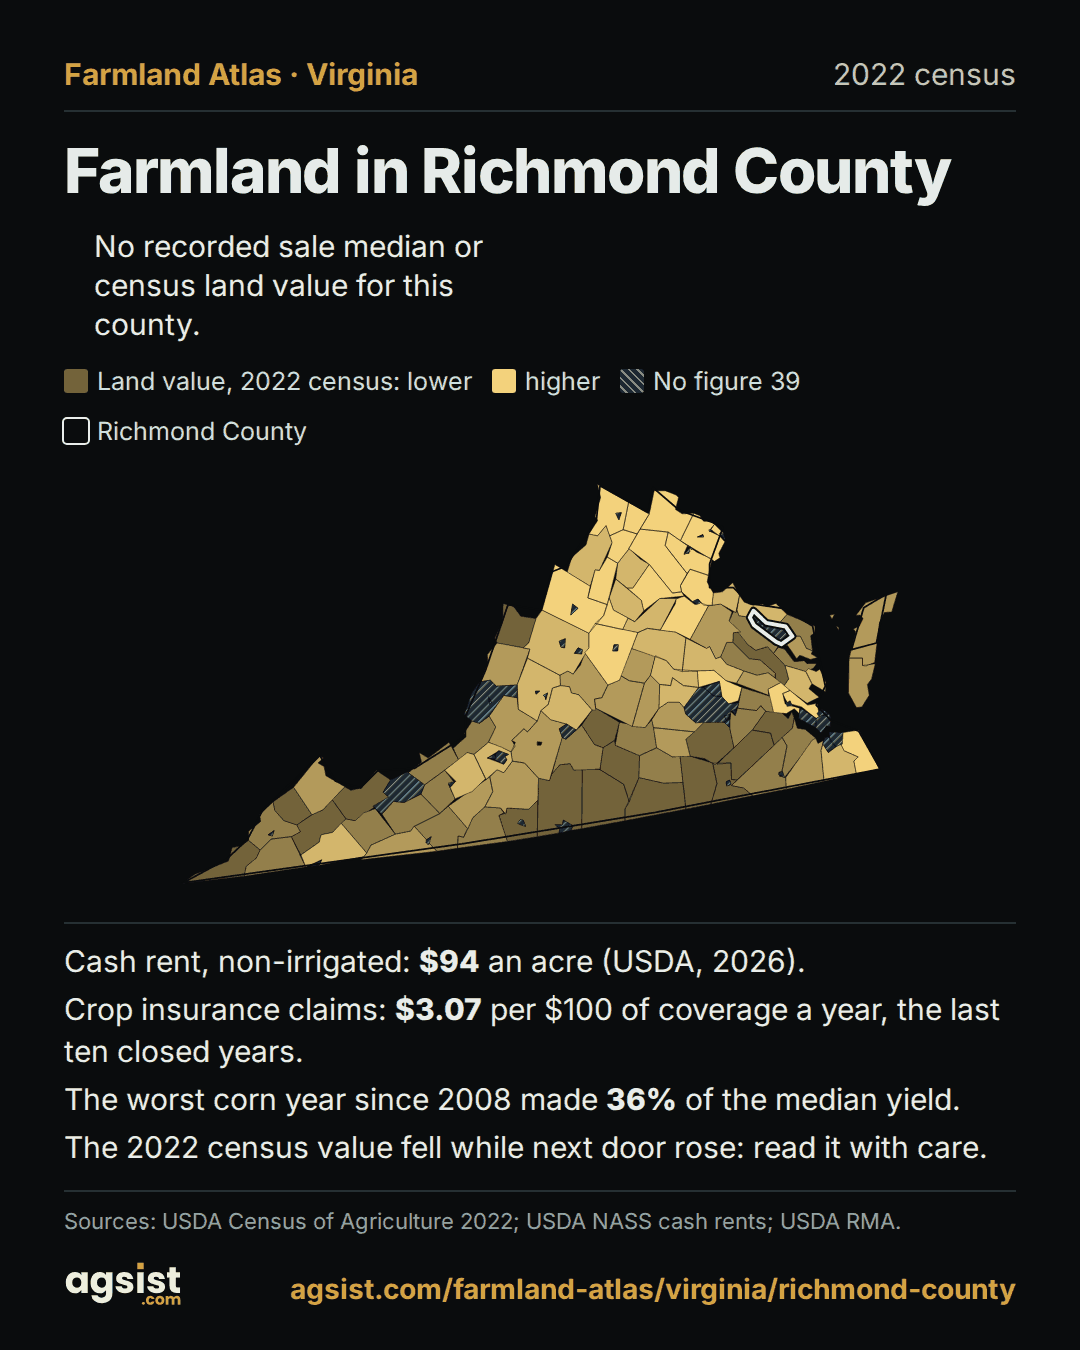 Farmland Atlas · Virginia
2022 census
Farmland in Richmond County
No recorded sale median or
census land value for this
county.
Land value, 2022 census: lower higher No figure 39
Richmond County
Cash rent, non-irrigated: $94 an acre (USDA, 2026).
Crop insurance claims: $3.07 per $100 of coverage a year, the last
ten closed years.
The worst corn year since 2008 made 36% of the median yield.
The 2022 census value fell while next door rose: read it with care.
Sources: USDA Census of Agriculture 2022; USDA NASS cash rents; USDA RMA.
agsist
.com
agsist.com/farmland-atlas/virginia/richmond-county